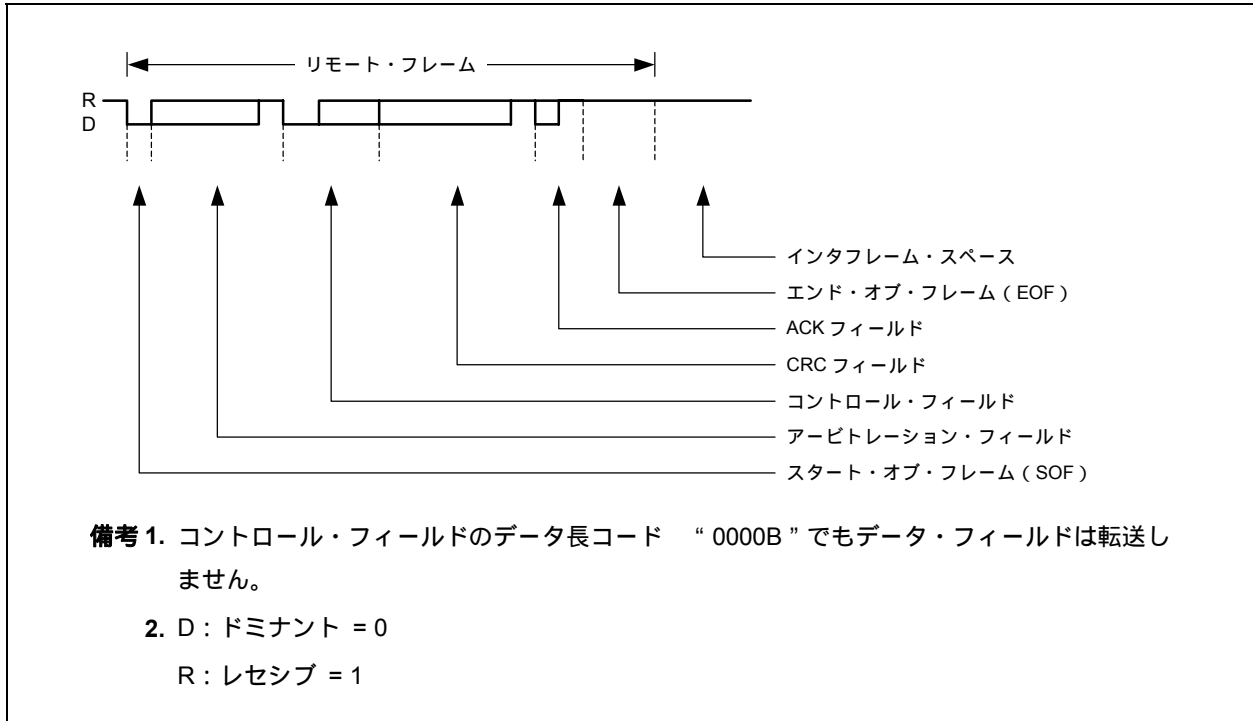 リモート・フレーム
R
D
インタフレーム・スペース
エンド・オブ・フレーム（EOF）
ACK フィールド
CRC フィールド
コントロール・フィールド
アービトレーション・フィールド
スタート・オブ・フレーム（SOF）
備考 1. コントロール・フィールドのデータ長コード　“0000B”でもデータ・フィールドは転送し
ません。
2. D：ドミナント = 0
R：レセシブ = 1